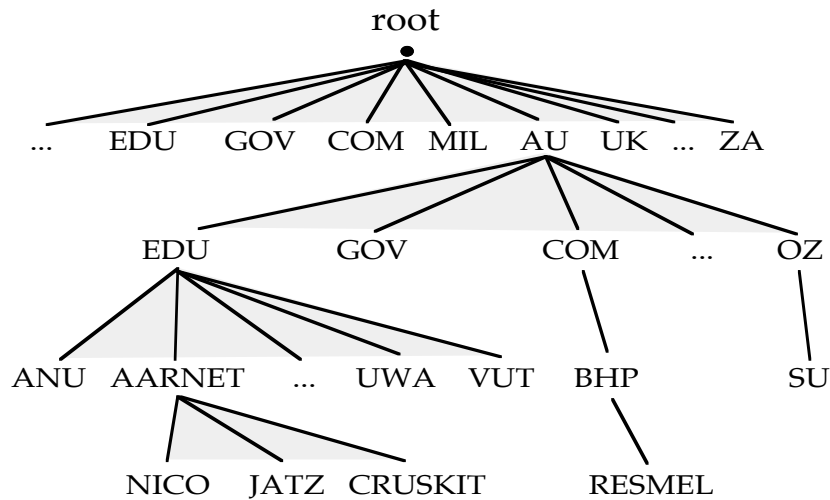 root
... EDU GOV COM MIL AU UK ... ZA
EDU GOV COM ... OZ
ANU AARNET ... UWA VUT BHP SU
NICO JATZ CRUSKIT RESMEL